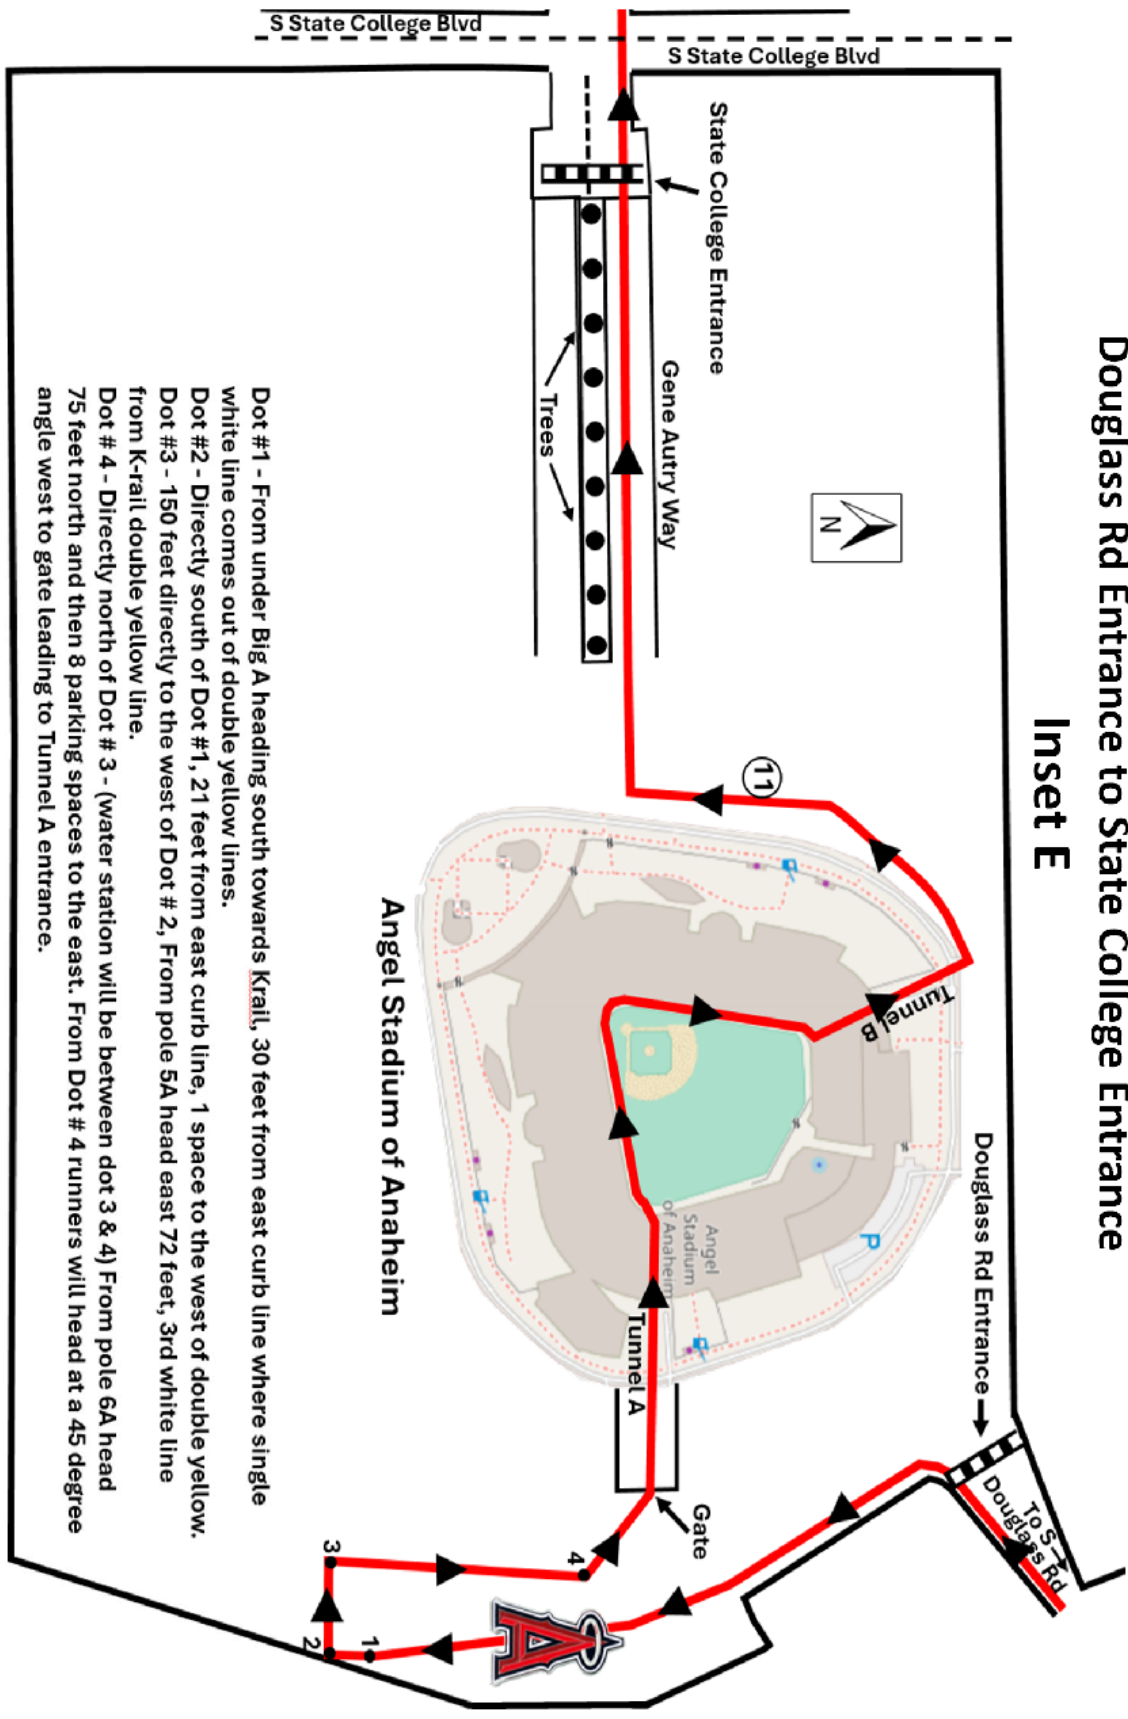 Douglass Rd Entrance to State College Entrance
Inset E
S State College Blvd
S State College Blvd
State College Entrance
Gene Autry Way
Trees
N
11
Tunnel B
Douglass Rd Entrance
To S
Douglass Rd
P
Angel
Stadium
of Anaheim
Tunnel A
Gate
Angel Stadium of Anaheim
4
3
A
1
2
Dot #1 - From under Big A heading south towards Krail, 30 feet from east curb line where single
white line comes out of double yellow lines.
Dot #2 - Directly south of Dot #1, 21 feet from east curb line, 1 space to the west of double yellow.
Dot #3 - 150 feet directly to the west of Dot # 2, From pole 5A head east 72 feet, 3rd white line
from K-rail double yellow line.
Dot # 4 - Directly north of Dot # 3 - (water station will be between dot 3 & 4) From pole 6A head
75 feet north and then 8 parking spaces to the east. From Dot # 4 runners will head at a 45 degree
angle west to gate leading to Tunnel A entrance.